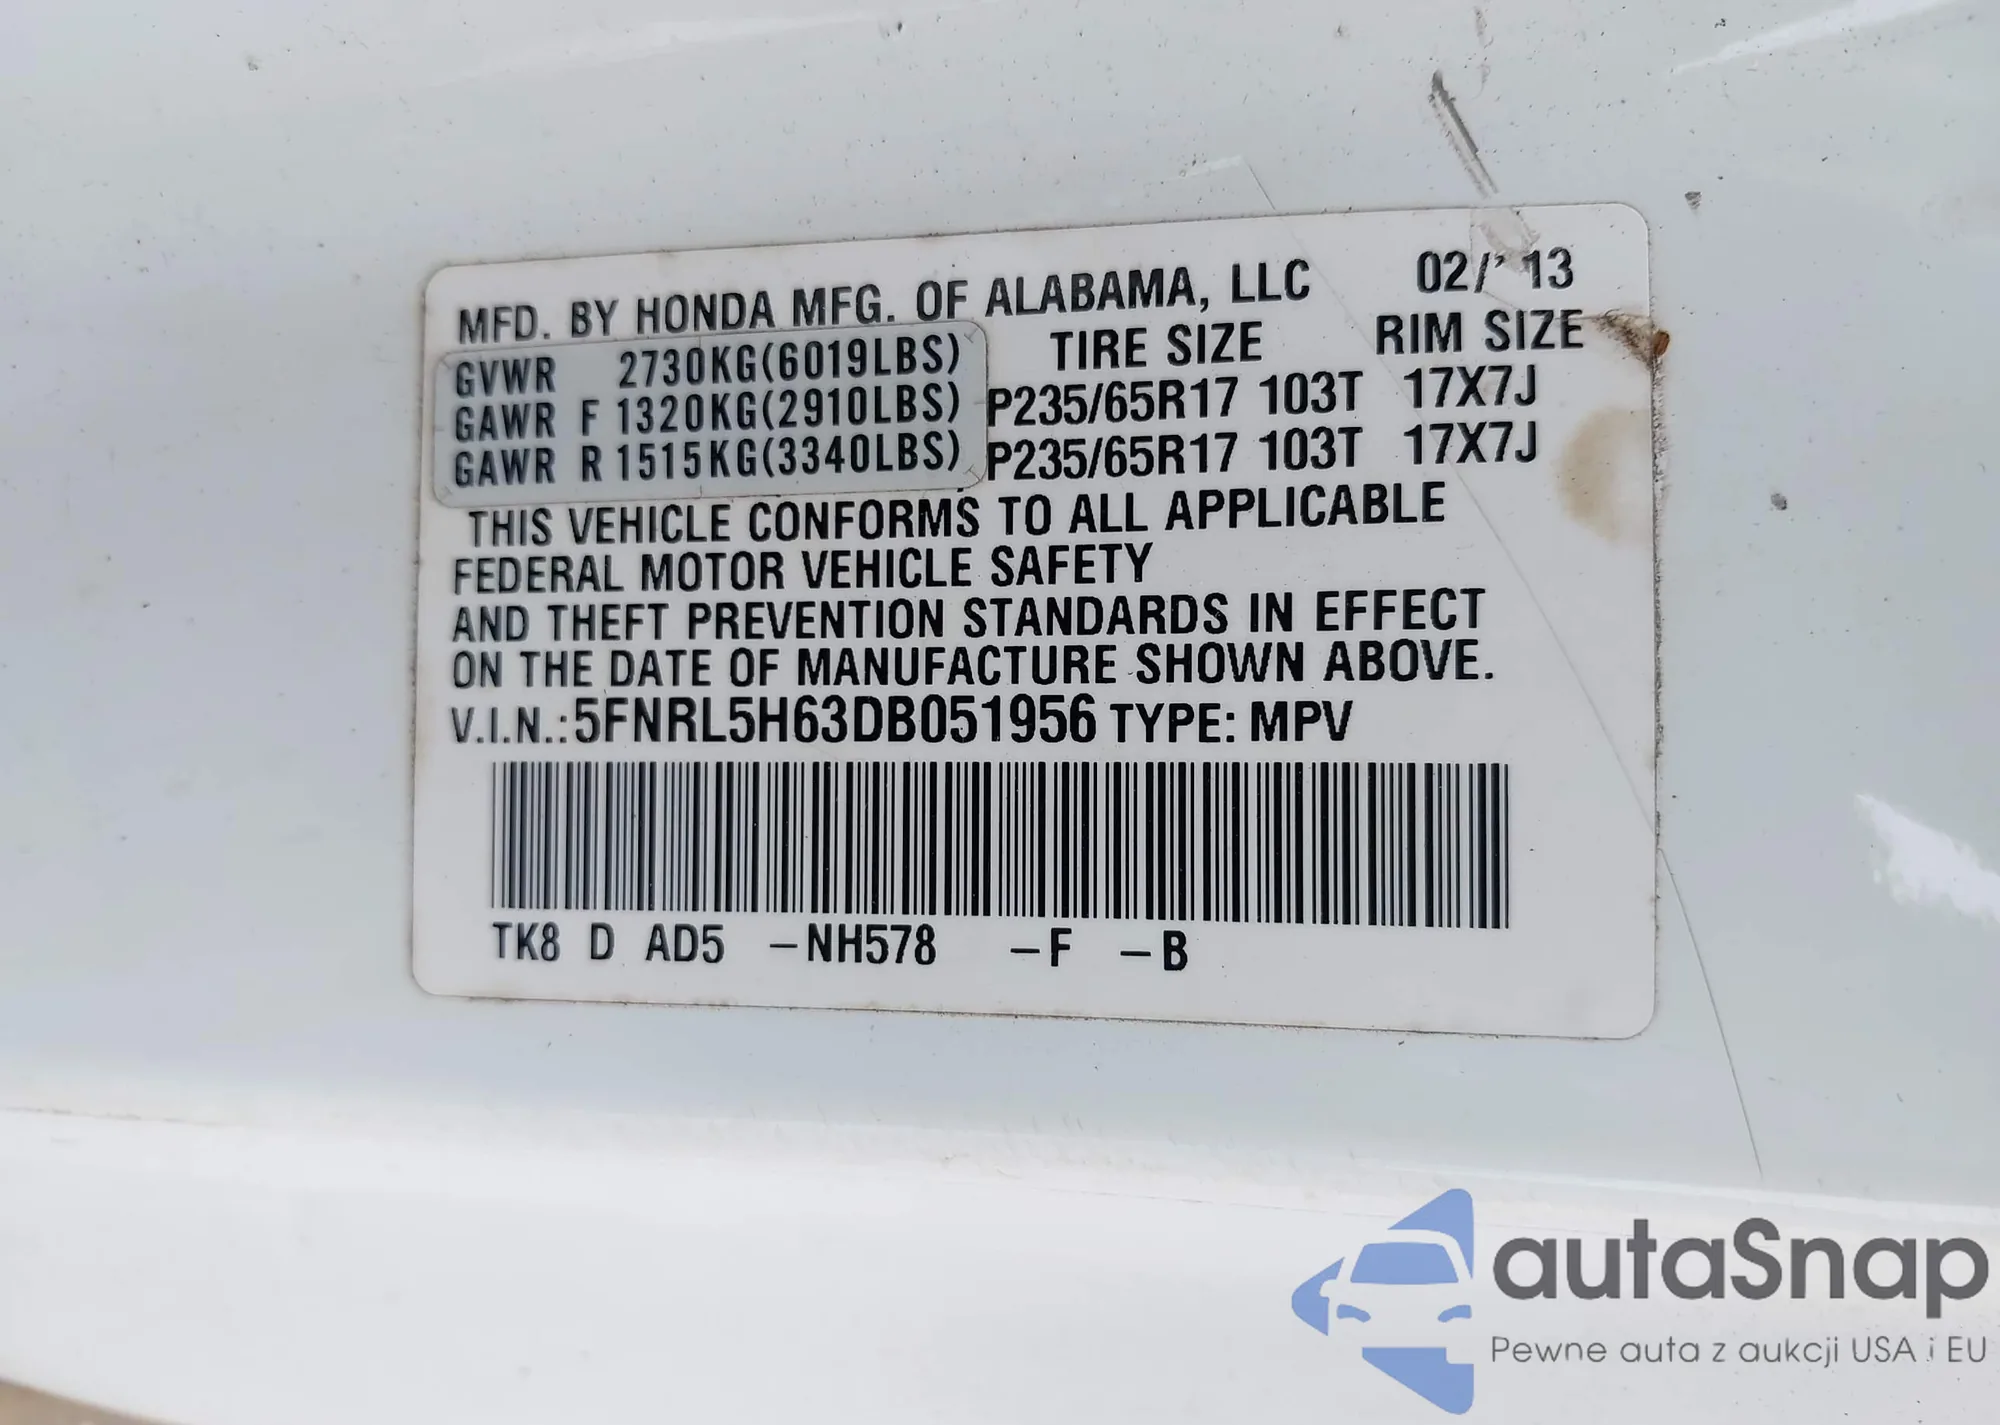 MFD. BY HONDA MFG. OF ALABAMA, LLC 02/'13
TIRE SIZE RIM SIZE
GVWR 2730KG(6019LBS)
GAWR F 1320KG(2910LBS) P235/65R17 103T 17X7J
GAWR R 1515KG(3340LBS) P235/65R17 103T 17X7J
THIS VEHICLE CONFORMS TO ALL APPLICABLE
FEDERAL MOTOR VEHICLE SAFETY
AND THEFT PREVENTION STANDARDS IN EFFECT
ON THE DATE OF MANUFACTURE SHOWN ABOVE.
V.I.N.:5FNRL5H63DB051956 TYPE: MPV
TK8 D AD5 –NH578 –F –B
autaSnap
Pewne auta z aukcji USA i EU